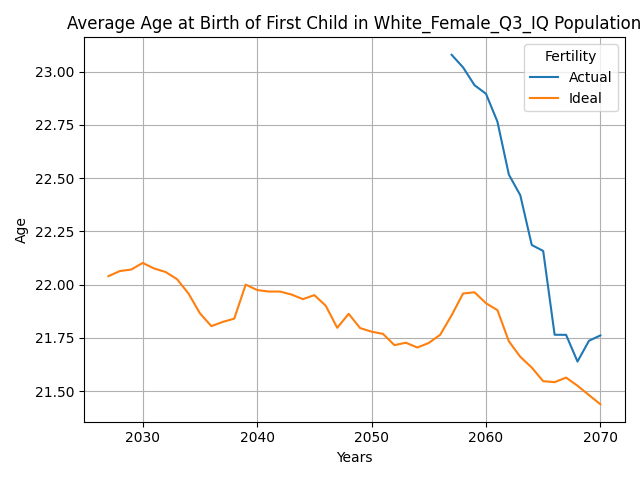 Average Age at Birth of First Child in White_Female_Q3_IQ Population
Fertility
Actual
Ideal
23.00
22.75
22.50
22.25
22.00
21.75
21.50
Age
2030 2040 2050 2060 2070
Years